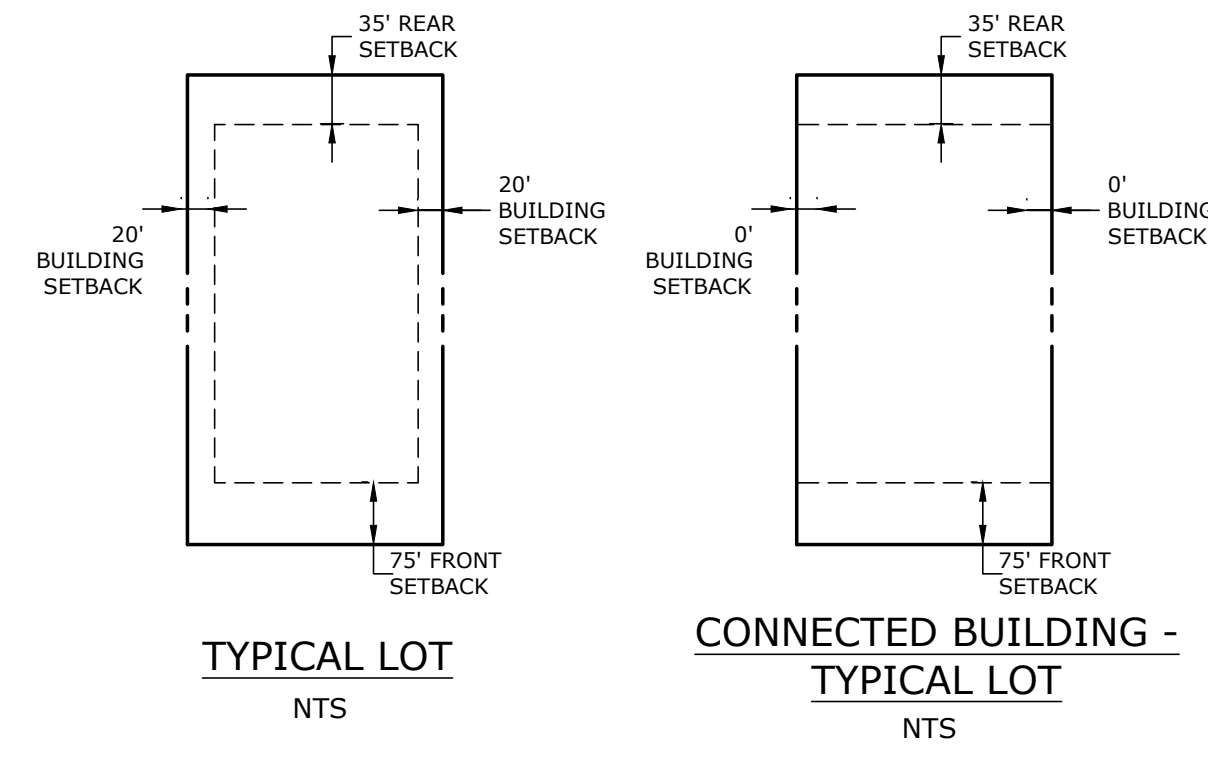 35' REAR
SETBACK
20'
BUILDING
SETBACK
20'
BUILDING
SETBACK
75' FRONT
SETBACK
TYPICAL LOT
NTS
35' REAR
SETBACK
0'
BUILDING
SETBACK
0'
BUILDING
SETBACK
75' FRONT
SETBACK
CONNECTED BUILDING -
TYPICAL LOT
NTS